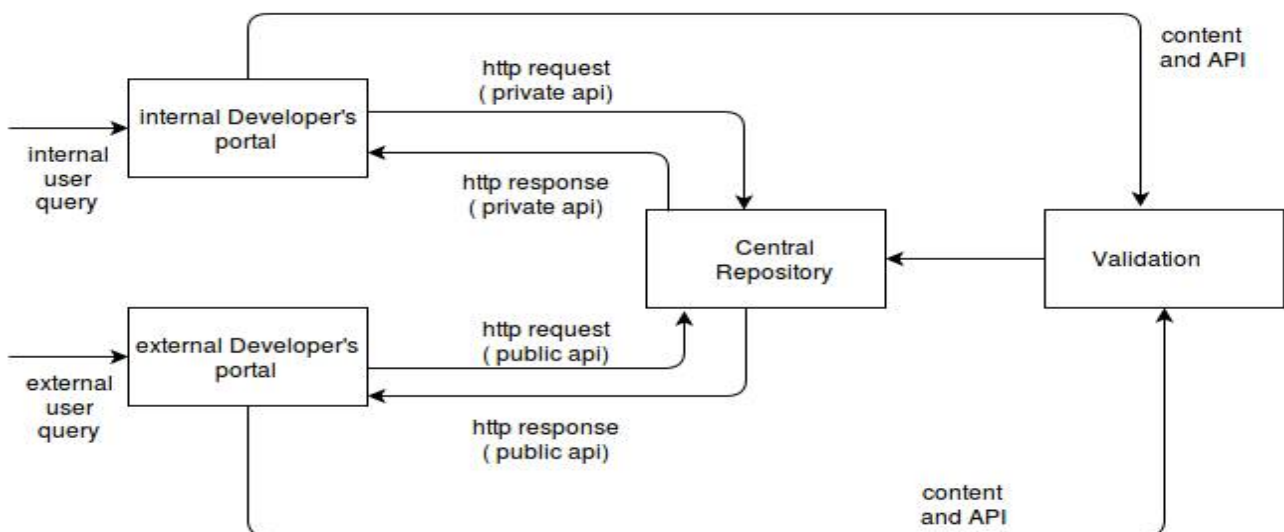 content
and API
http request
( private api)
internal Developer's
portal
internal
user
query
http response
( private api)
Central
Repository
Validation
http request
( public api)
external Developer's
portal
external
user
query
http response
( public api)
content
and API